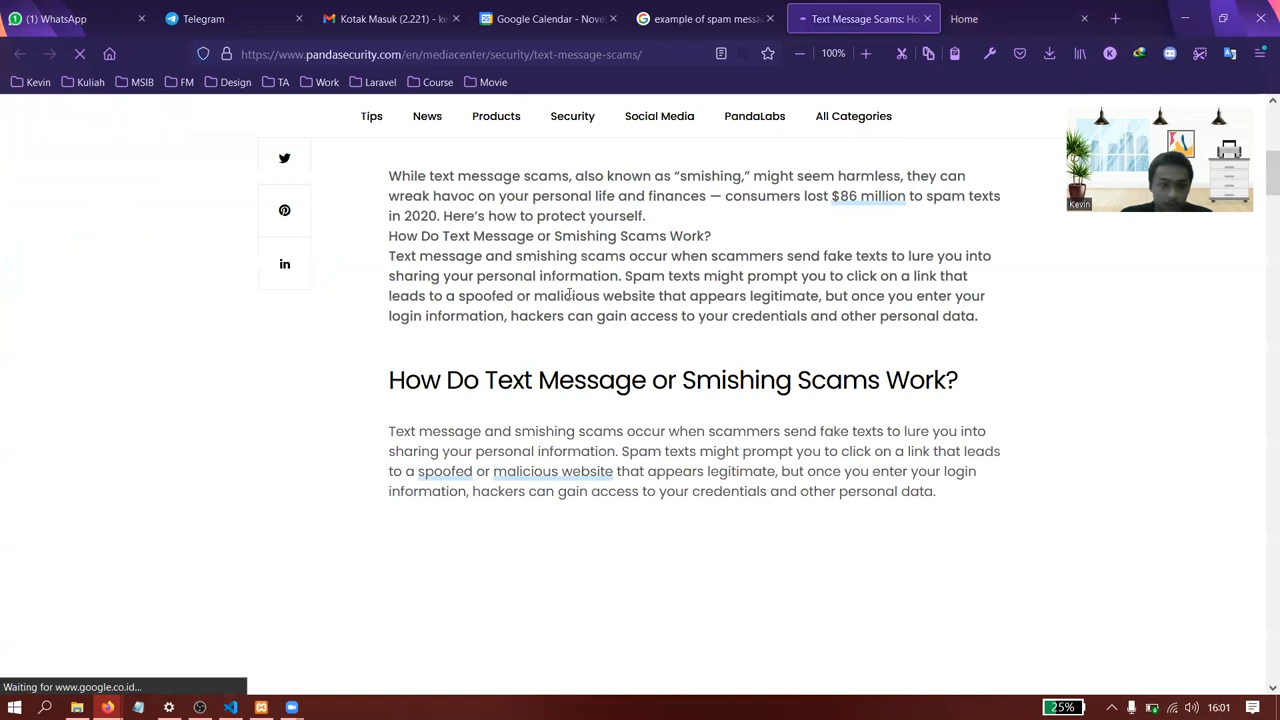 (1) WhatsApp
Telegram
Kotak Masuk (2.221) - ke
Google Calendar - Nova
example of spam messa
Text Message Scams: Ho
Home
https://www.pandasecurity.com/en/mediacenter/security/text-message-scams/
100%
Kevin
Kuliah
MSIB
FM
Design
TA
Work
Laravel
Course
Movie
Tips
News
Products
Security
Social Media
PandaLabs
All Categories
Kevin
While text message scams, also known as “smishing,” might seem harmless, they can
wreak havoc on your personal life and finances — consumers lost $86 million to spam texts
in 2020. Here’s how to protect yourself.
How Do Text Message or Smishing Scams Work?
Text message and smishing scams occur when scammers send fake texts to lure you into
sharing your personal information. Spam texts might prompt you to click on a link that
leads to a spoofed or malicious website that appears legitimate, but once you enter your
login information, hackers can gain access to your credentials and other personal data.
How Do Text Message or Smishing Scams Work?
Text message and smishing scams occur when scammers send fake texts to lure you into
sharing your personal information. Spam texts might prompt you to click on a link that leads
to a spoofed or malicious website that appears legitimate, but once you enter your login
information, hackers can gain access to your credentials and other personal data.
Waiting for www.google.co.id...
25%
16:01